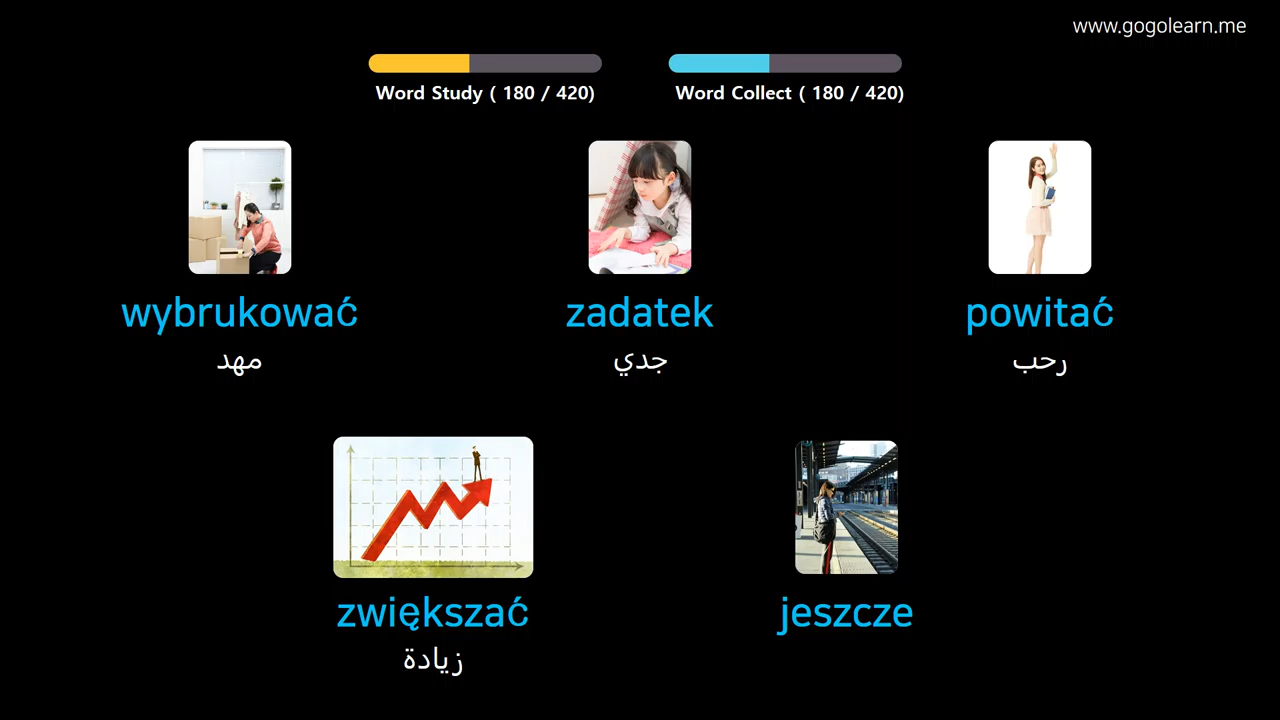 www.gogolearn.me
Word Study ( 180 / 420)
Word Collect ( 180 / 420)
wybrukować
مهد
zadatek
جدي
powitać
رحب
zwiększać
زيادة
jeszcze